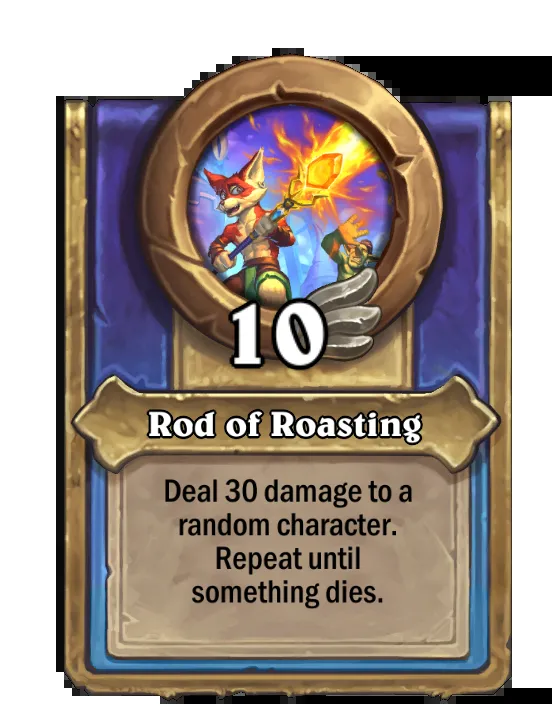 10
Rod of Roasting
Deal 30 damage to a
random character.
Repeat until
something dies.